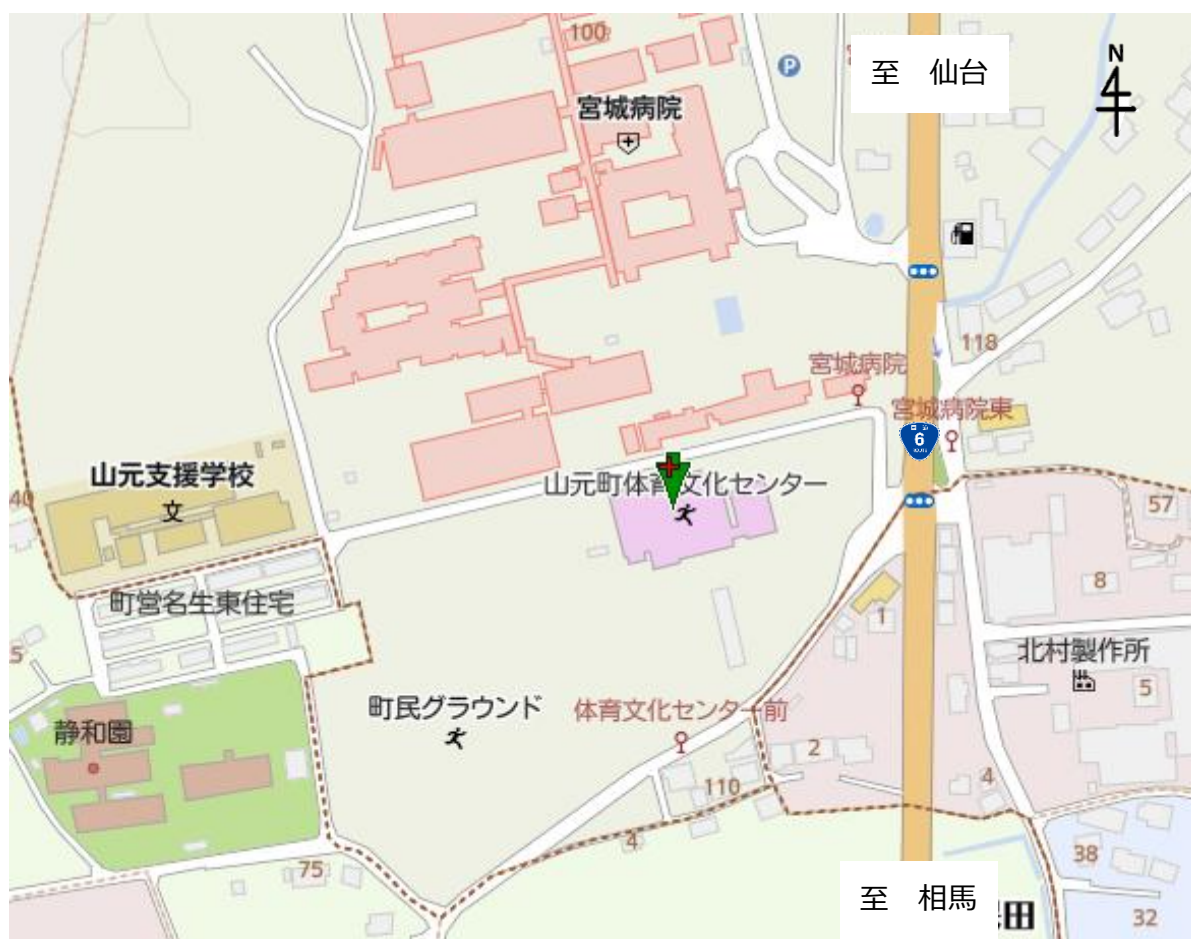 100
至 仙台
N
P
宮城病院
118
宮城病院
宮城病院東
6
山元支援学校
文
40
山元町体育文化センター
57
8
町営名生東住宅
1
5
北村製作所
5
町民グラウンド
体育文化センター前
静和園
2
4
110
4
75
38
至 相馬
田
32